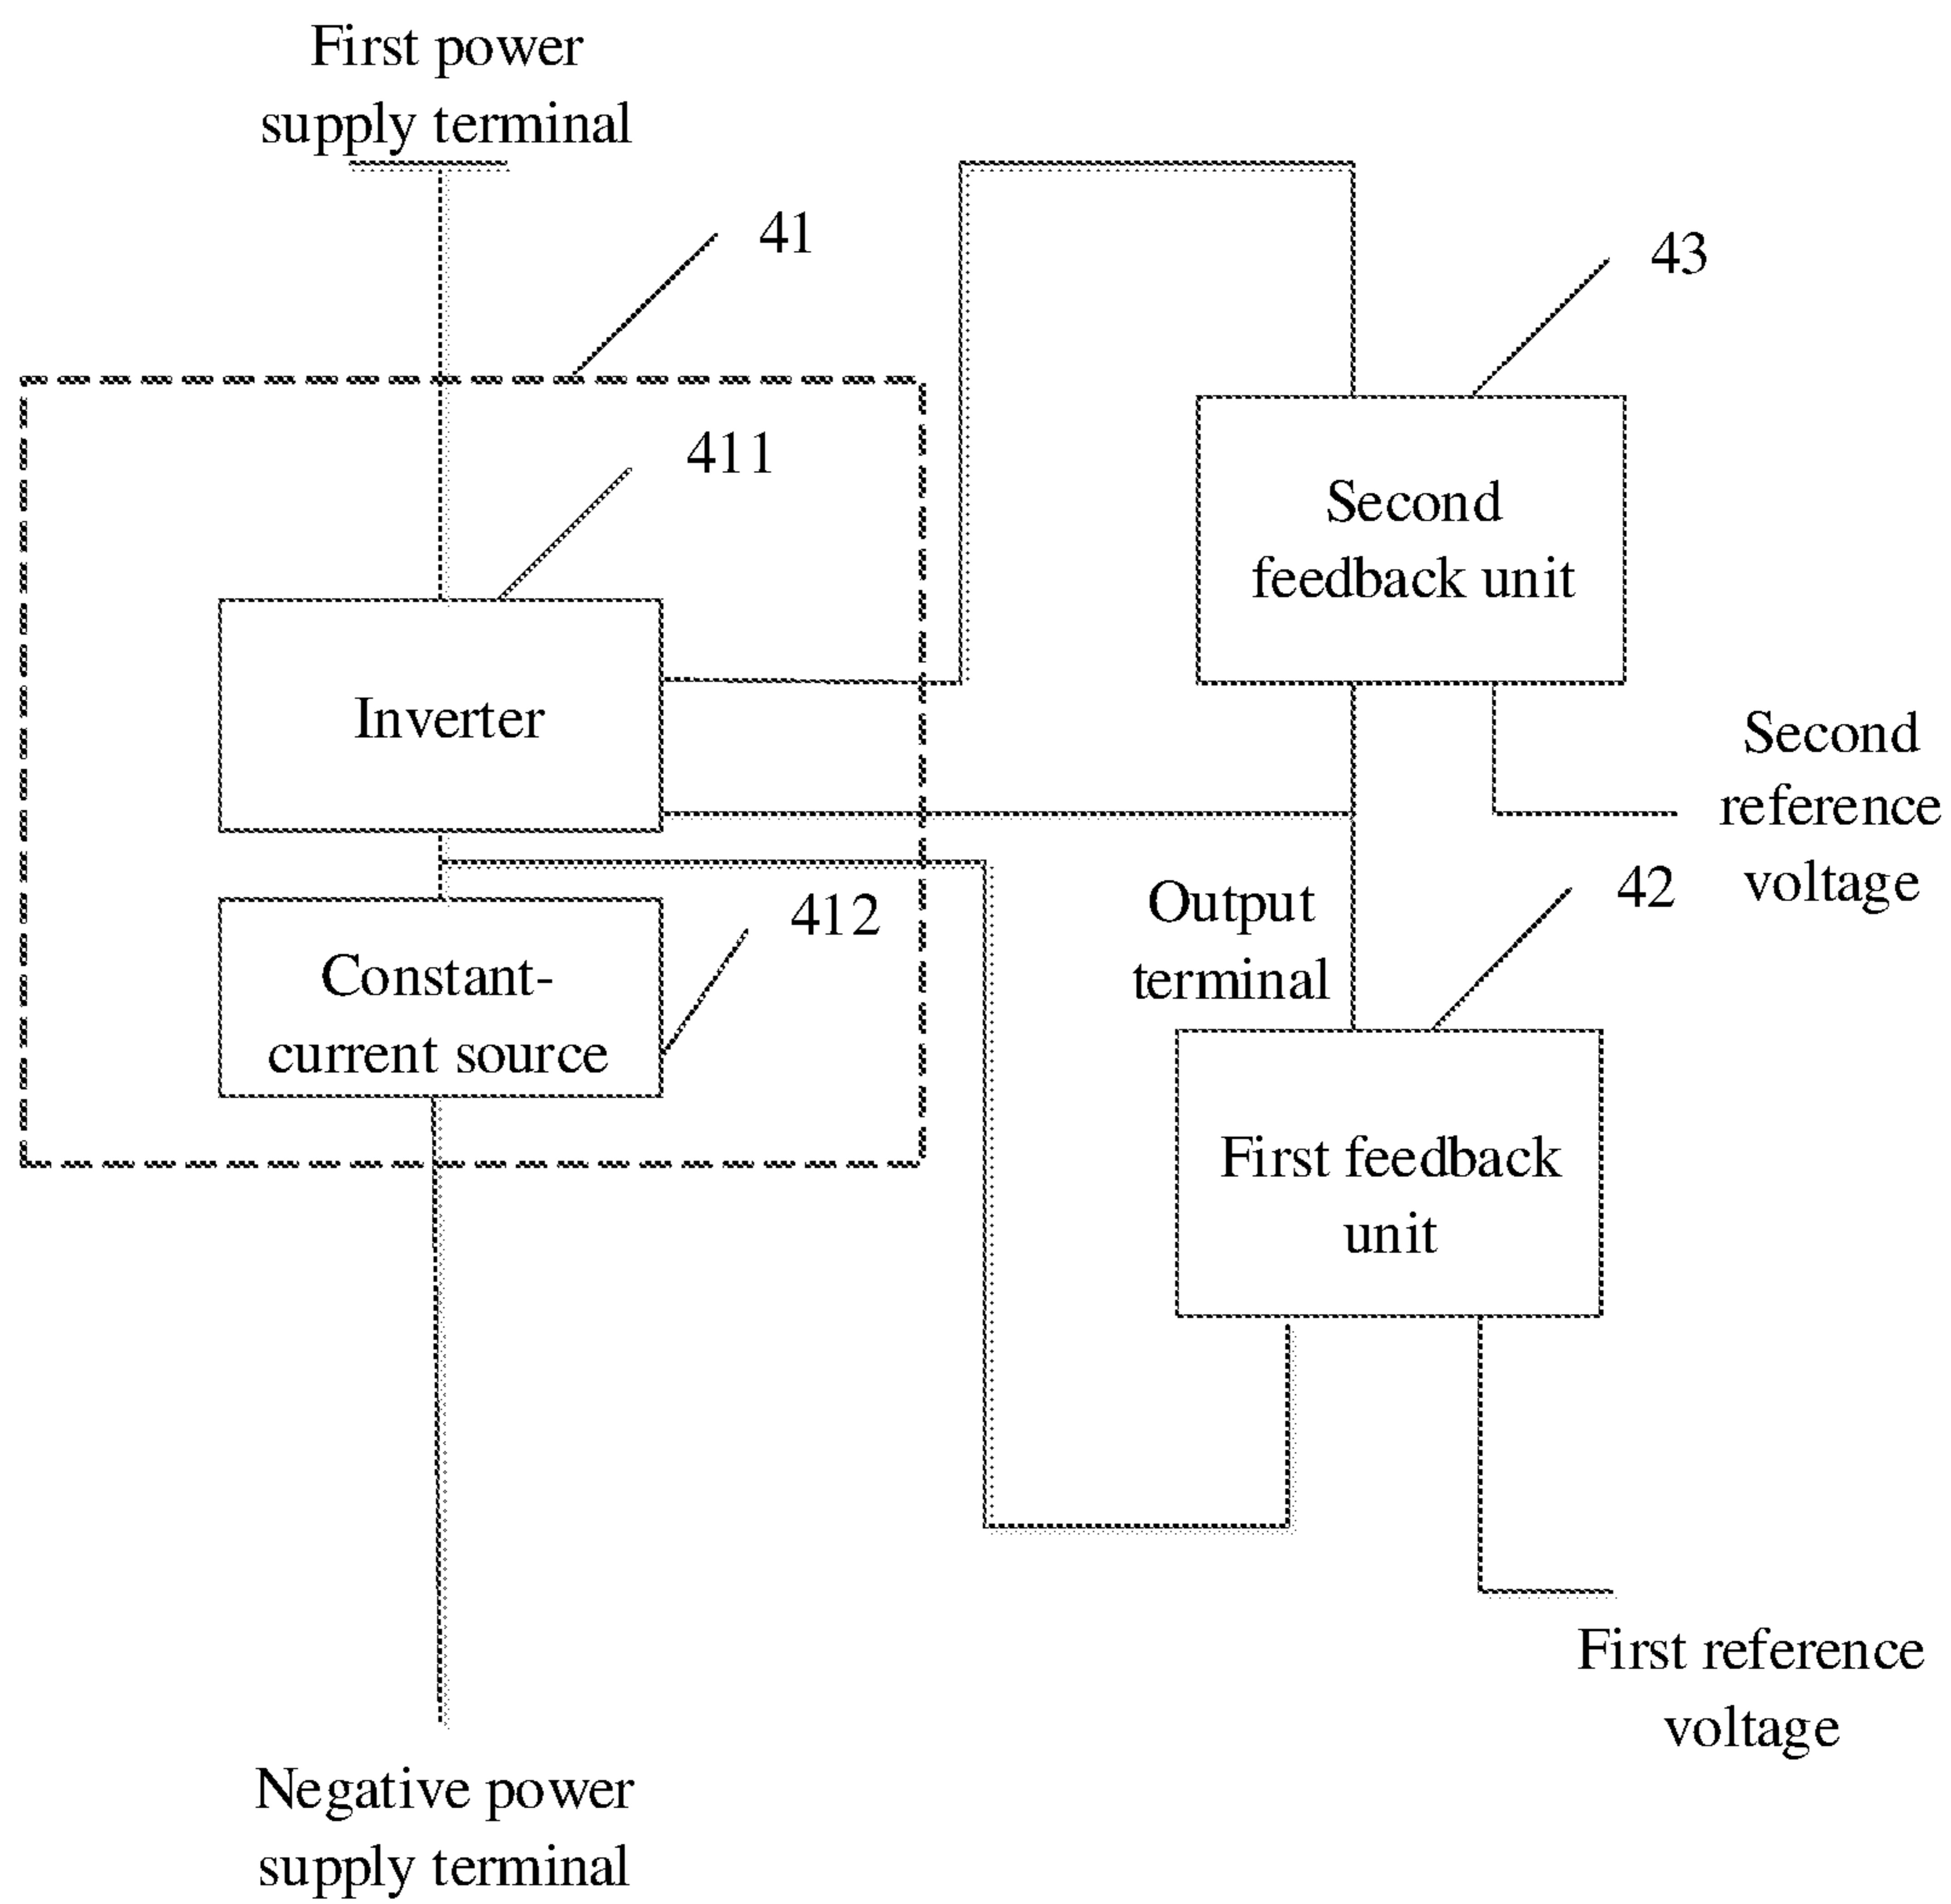 First power
supply terminal
41
43
411
Second
feedback unit
Inverter
Second
reference
voltage
412
Output
terminal
42
Constant-
current source
First feedback
unit
First reference
voltage
Negative power
supply terminal